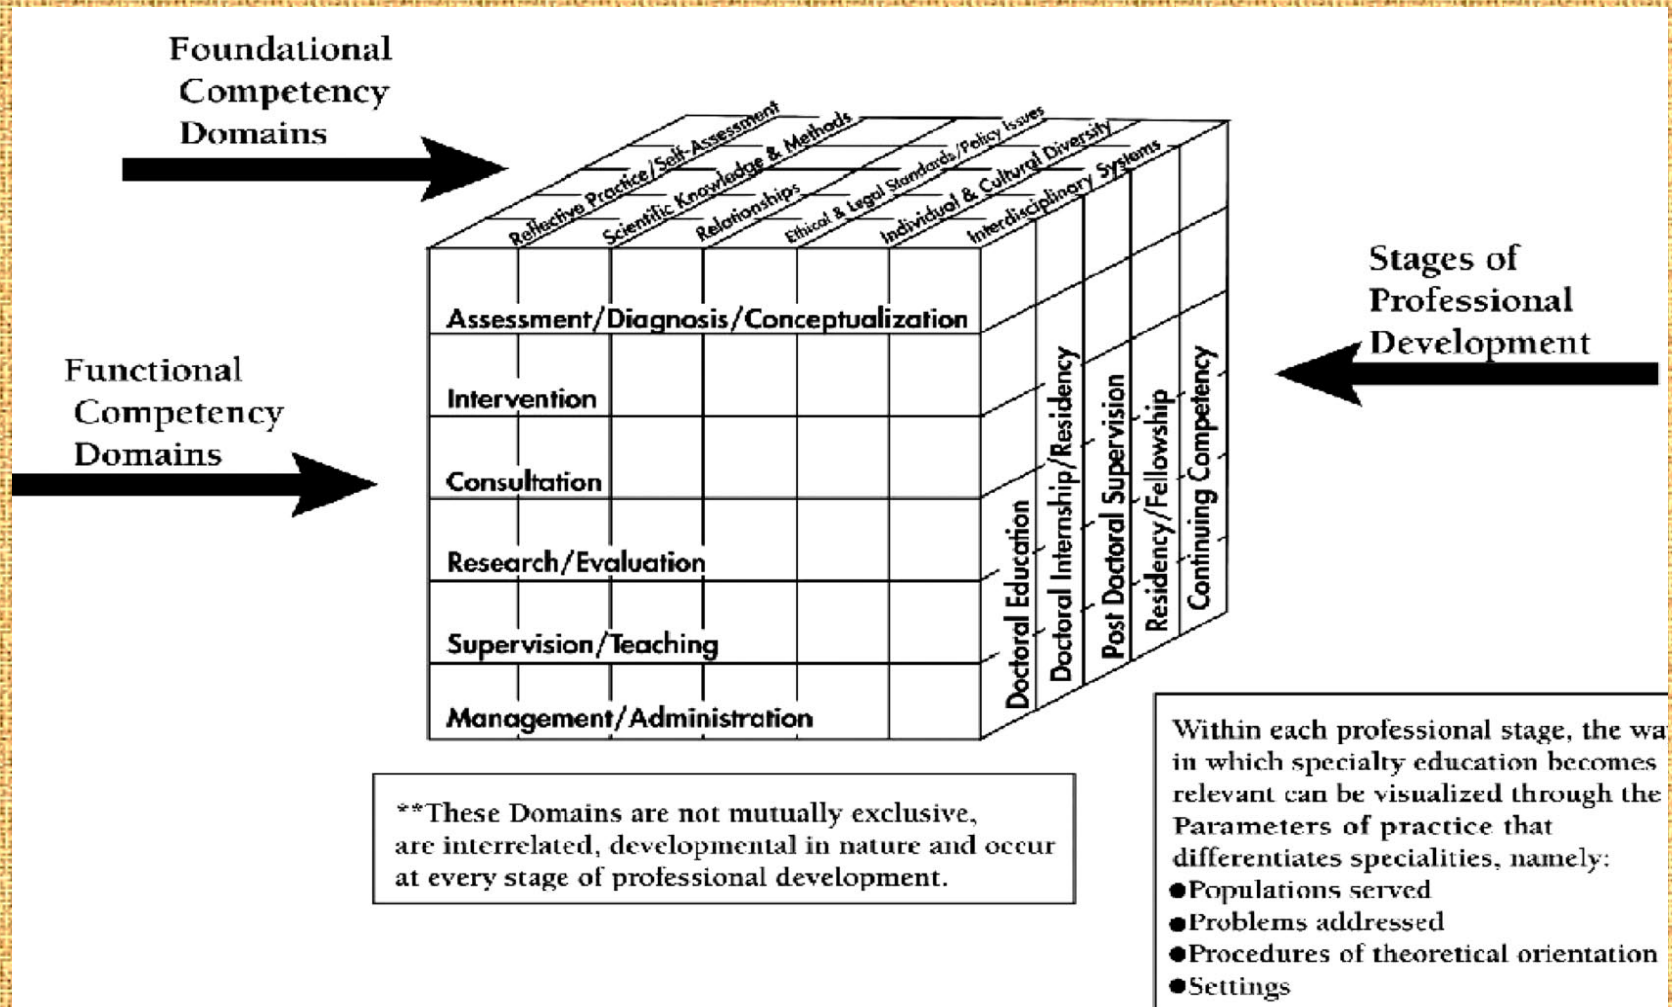 Foundational
Competency
Domains
Reflective Practice/Self-Assessment
Scientific Knowledge & Methods
Relationships
Ethical & Legal Standards/Policy Issues
Individual & Cultural Diversity
Interdisciplinary Systems
Stages of
Professional
Development
Functional
Competency
Domains
Assessment/Diagnosis/Conceptualization
Intervention
Consultation
Research/Evaluation
Supervision/Teaching
Management/Administration
Doctoral Education
Doctoral Internship/Residency
Post Doctoral Supervision
Residency/Fellowship
Continuing Competency
**These Domains are not mutually exclusive,
are interrelated, developmental in nature and occur
at every stage of professional development.
Within each professional stage, the wa
in which specialty education becomes
relevant can be visualized through the
Parameters of practice that
differentiates specialities, namely:
●Populations served
●Problems addressed
●Procedures of theoretical orientation
●Settings